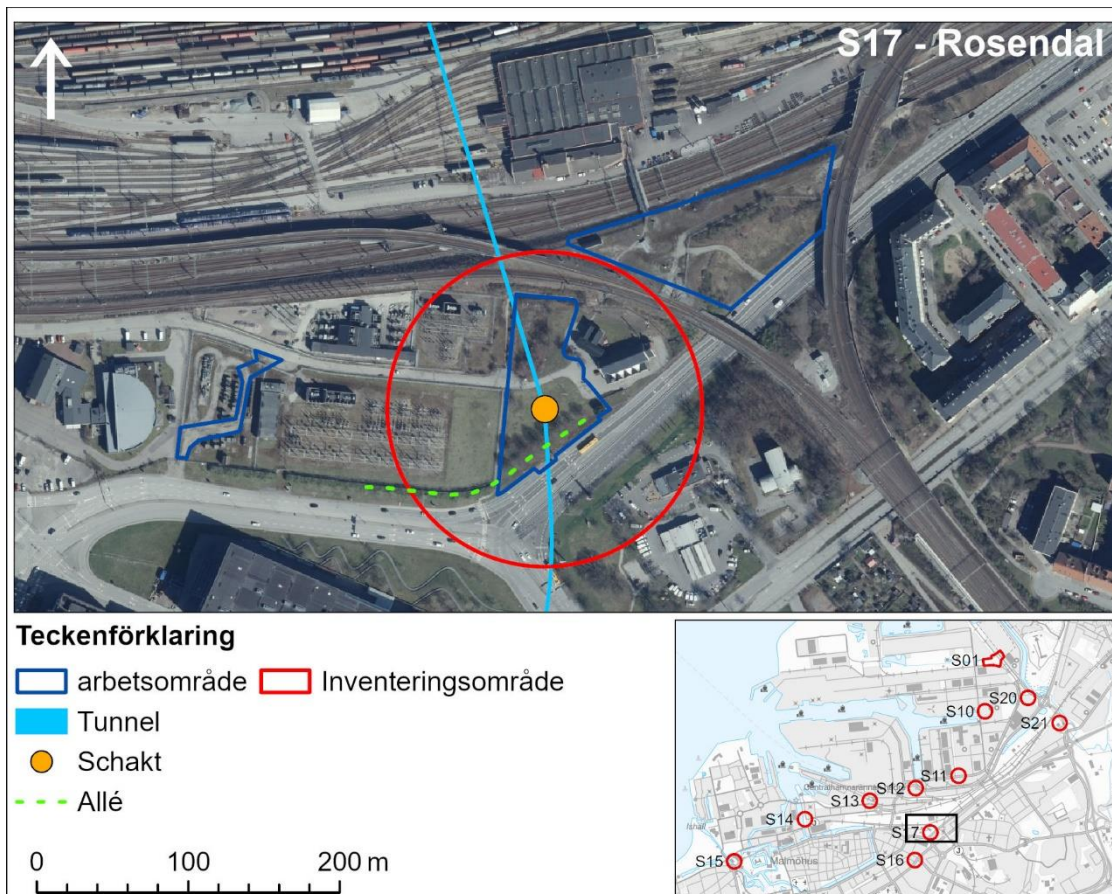 S17 - Rosendal
Teckenförklaring
arbetsområde Inventeringsområde
Tunnel
Schakt
Allé
0 100 200 m
S01
S20
S10
S21
S11
S12
S13
S14
S17
Malmöhus
S15
S16